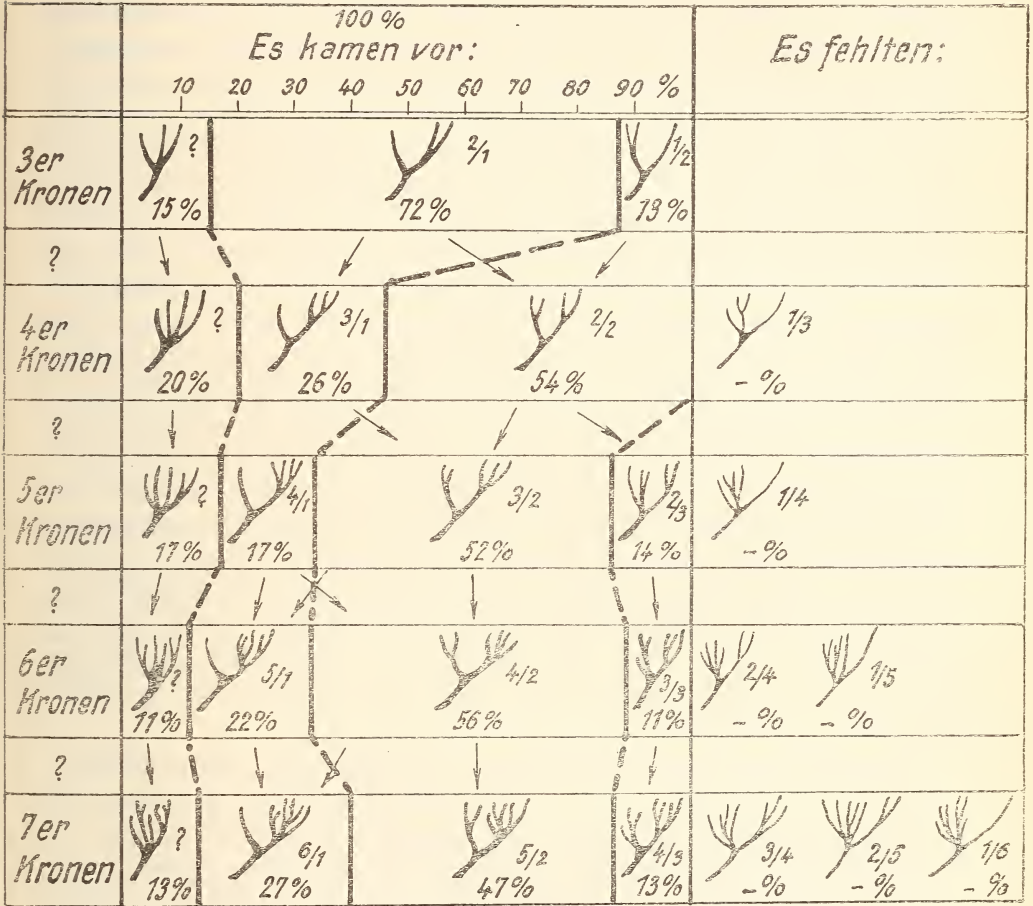 100 %
Es kamen vor:
Es fehlten:
10 20 30 40 50 60 70 80 90 %
3er
Kronen
? 2/1 1/2
15% 72% 13%
?
4er
Kronen
? 3/1 2/2 1/3
20% 26% 54% -%
?
5er
Kronen
? 4/1 3/2 2/3 1/4
17% 17% 52% 14% -%
?
6er
Kronen
? 5/1 4/2 3/3 2/4 1/5
11% 22% 56% 11% -% -%
?
7er
Kronen
? 6/1 5/2 4/3 3/4 2/5 1/6
13% 27% 47% 13% -% -% -%